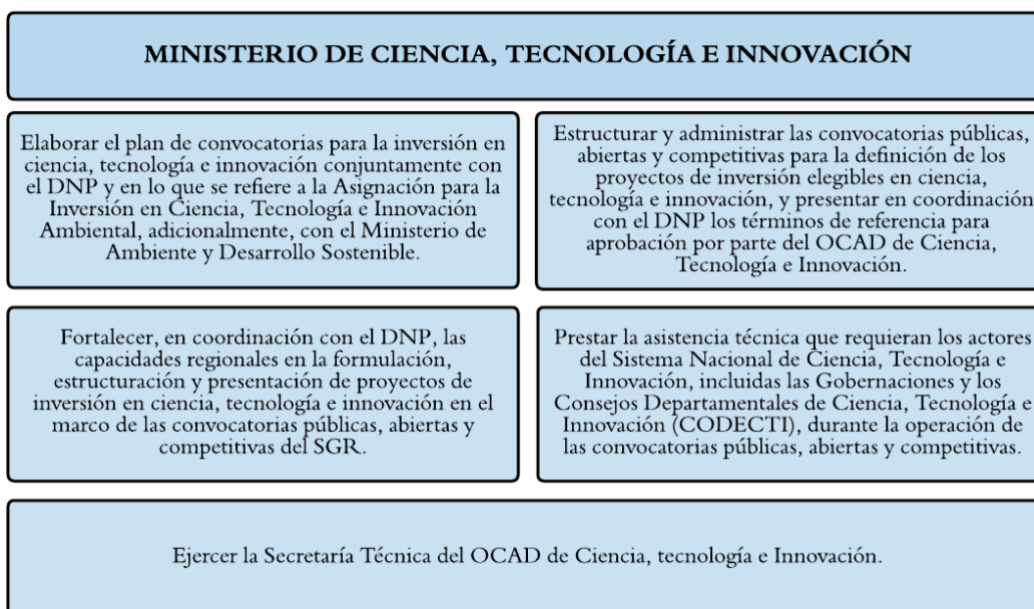 MINISTERIO DE CIENCIA, TECNOLOGÍA E INNOVACIÓN
Elaborar el plan de convocatorias para la inversión en
ciencia, tecnología e innovación conjuntamente con
el DNP y en lo que se refiere a la Asignación para la
Inversión en Ciencia, Tecnología e Innovación
Ambiental, adicionalmente, con el Ministerio de
Ambiente y Desarrollo Sostenible.
Estructurar y administrar las convocatorias públicas,
abiertas y competitivas para la definición de los
proyectos de inversión elegibles en ciencia,
tecnología e innovación, y presentar en coordinación
con el DNP los términos de referencia para
aprobación por parte del OCAD de Ciencia,
Tecnología e Innovación.
Fortalecer, en coordinación con el DNP, las
capacidades regionales en la formulación,
estructuración y presentación de proyectos de
inversión en ciencia, tecnología e innovación en el
marco de las convocatorias públicas, abiertas y
competitivas del SGR.
Prestar la asistencia técnica que requieran los actores
del Sistema Nacional de Ciencia, Tecnología e
Innovación, incluidas las Gobernaciones y los
Consejos Departamentales de Ciencia, Tecnología e
Innovación (CODECTI), durante la operación de
las convocatorias públicas, abiertas y competitivas.
Ejercer la Secretaría Técnica del OCAD de Ciencia, tecnología e Innovación.